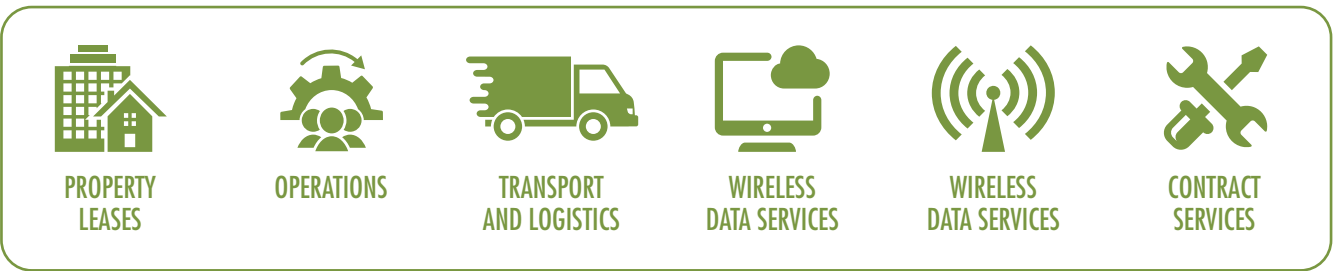 PROPERTY
LEASES
OPERATIONS
TRANSPORT
AND LOGISTICS
WIRELESS
DATA SERVICES
WIRELESS
DATA SERVICES
CONTRACT
SERVICES